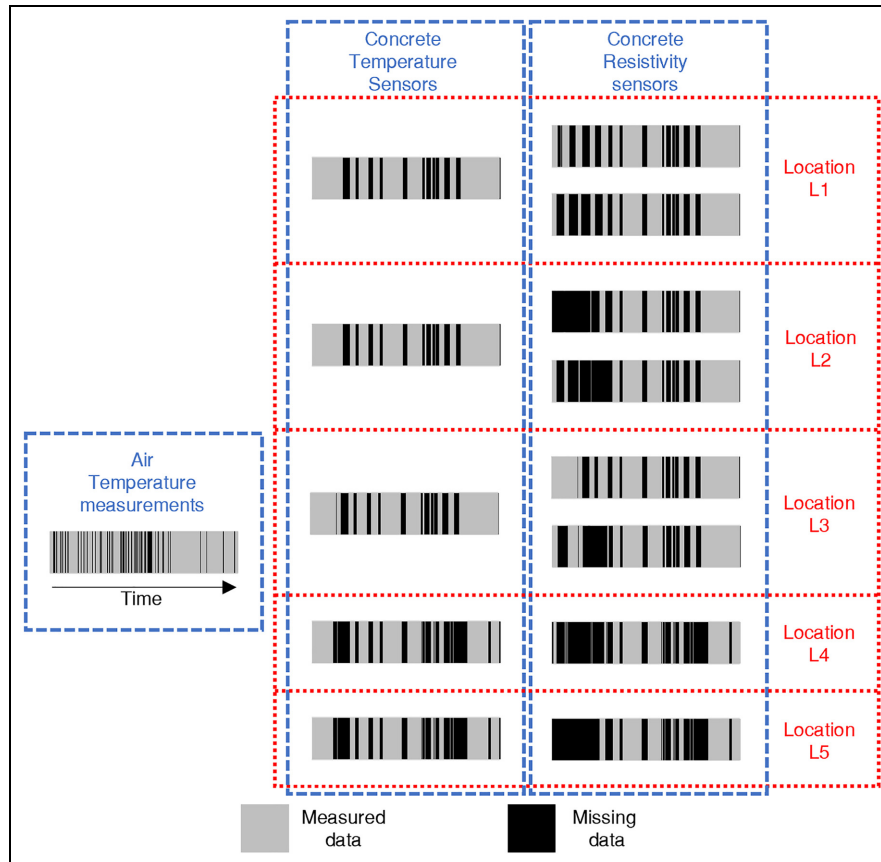 Concrete
Temperature
Sensors
Concrete
Resistivity
sensors
Location
L1
Location
L2
Air
Temperature
measurements
Time
Location
L3
Location
L4
Location
L5
Measured
data
Missing
data